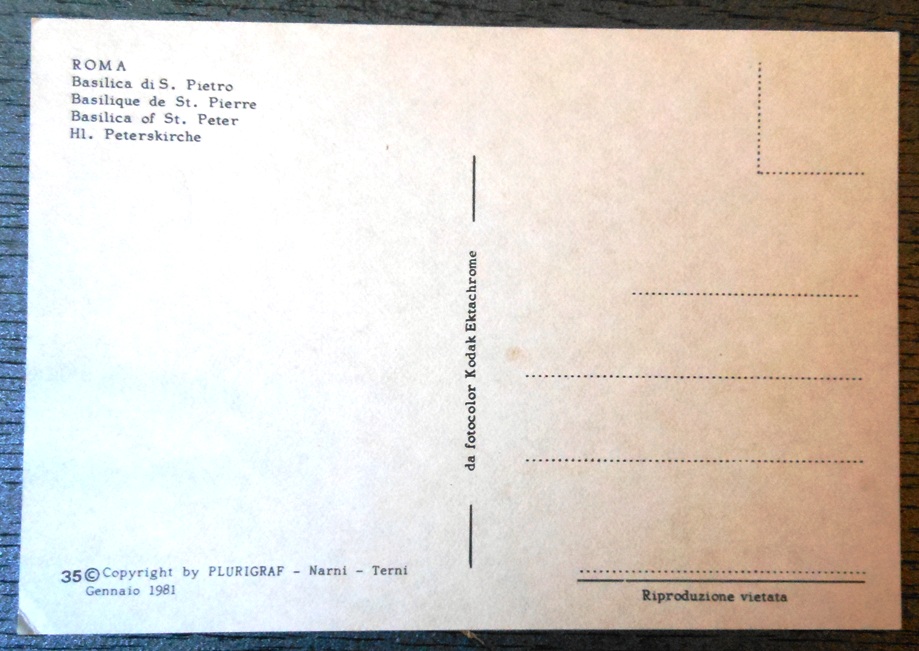 ROMA
Basilica di S. Pietro
Basilique de St. Pierre
Basilica of St. Peter
Hl. Peterskirche
da fotocolor Kodak Ektachrome
35 © Copyright by PLURIGRAF - Narni - Terni
Gennaio 1981
Riproduzione vietata